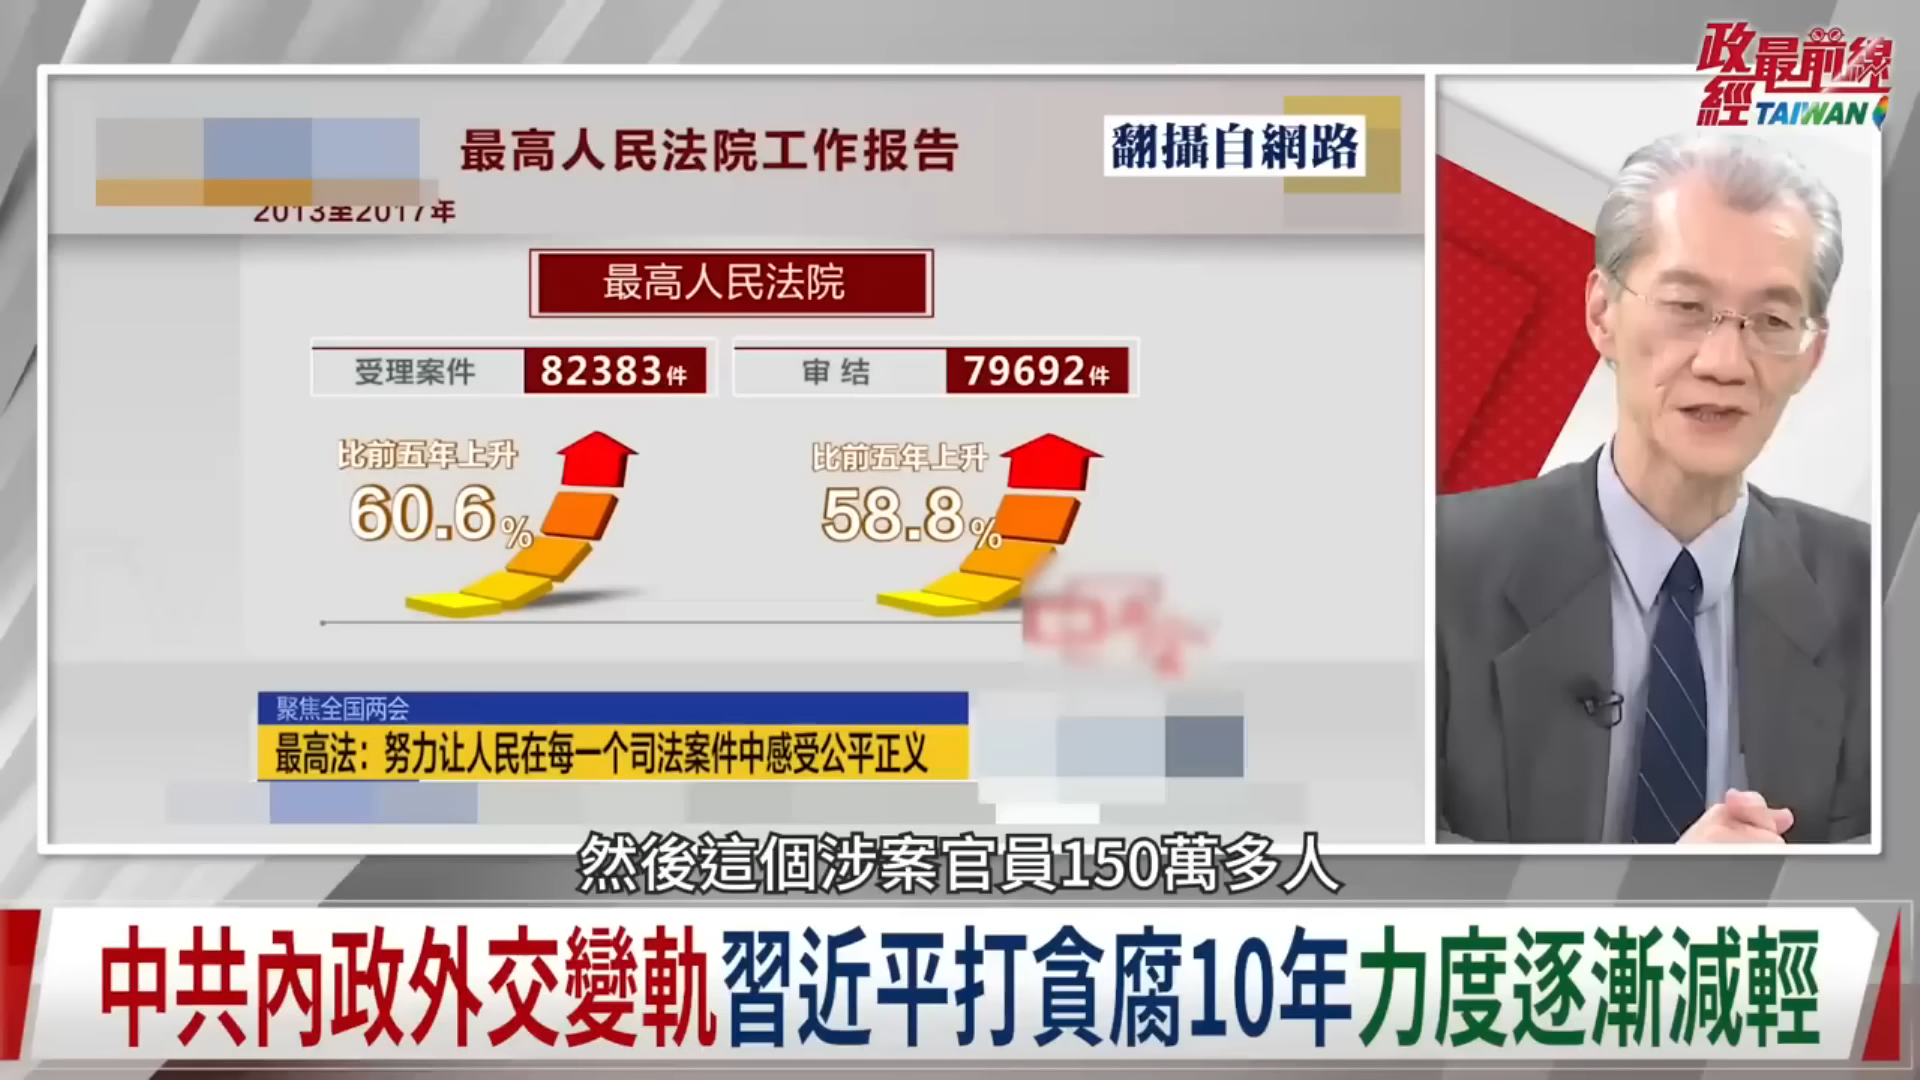 政經最前線
TAIWAN
最高人民法院工作报告
翻攝自網路
2013至2017年
最高人民法院
受理案件 82383件
审结 79692件
比前五年上升
60.6%
比前五年上升
58.8%
聚焦全国两会
最高法：努力让人民在每一个司法案件中感受公平正义
然後這個涉案官員150萬多人
中共內政外交變軌習近平打貪腐10年力度逐漸減輕